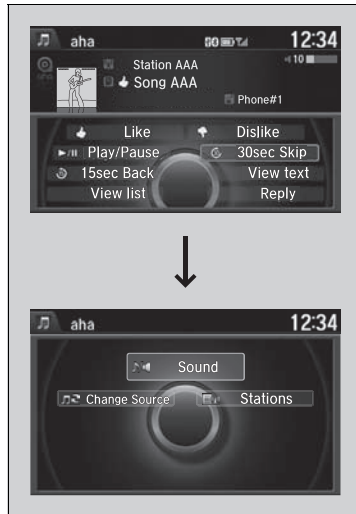 aha 12:34
Station AAA 10
Song AAA
Phone#1
Like Dislike
Play/Pause 30sec Skip
15sec Back View text
View list Reply
aha 12:34
Sound
Change Source Stations